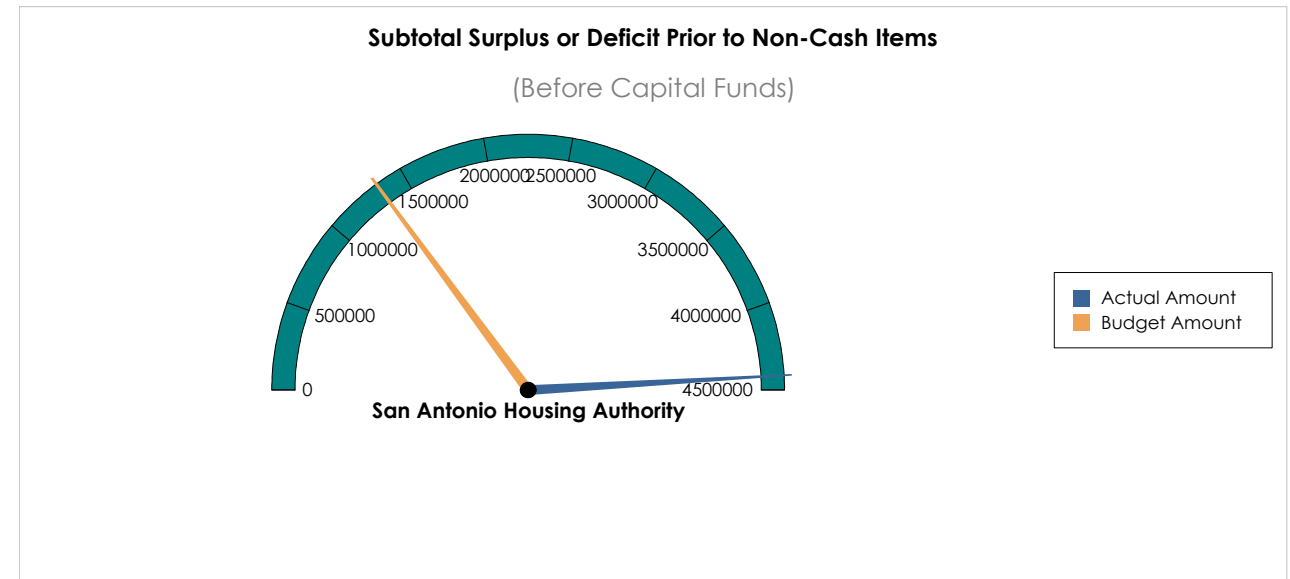 Subtotal Surplus or Deficit Prior to Non-Cash Items
(Before Capital Funds)
2000000 2500000
1500000 3000000
1000000 3500000
500000 4000000
0 4500000
San Antonio Housing Authority
Actual Amount
Budget Amount